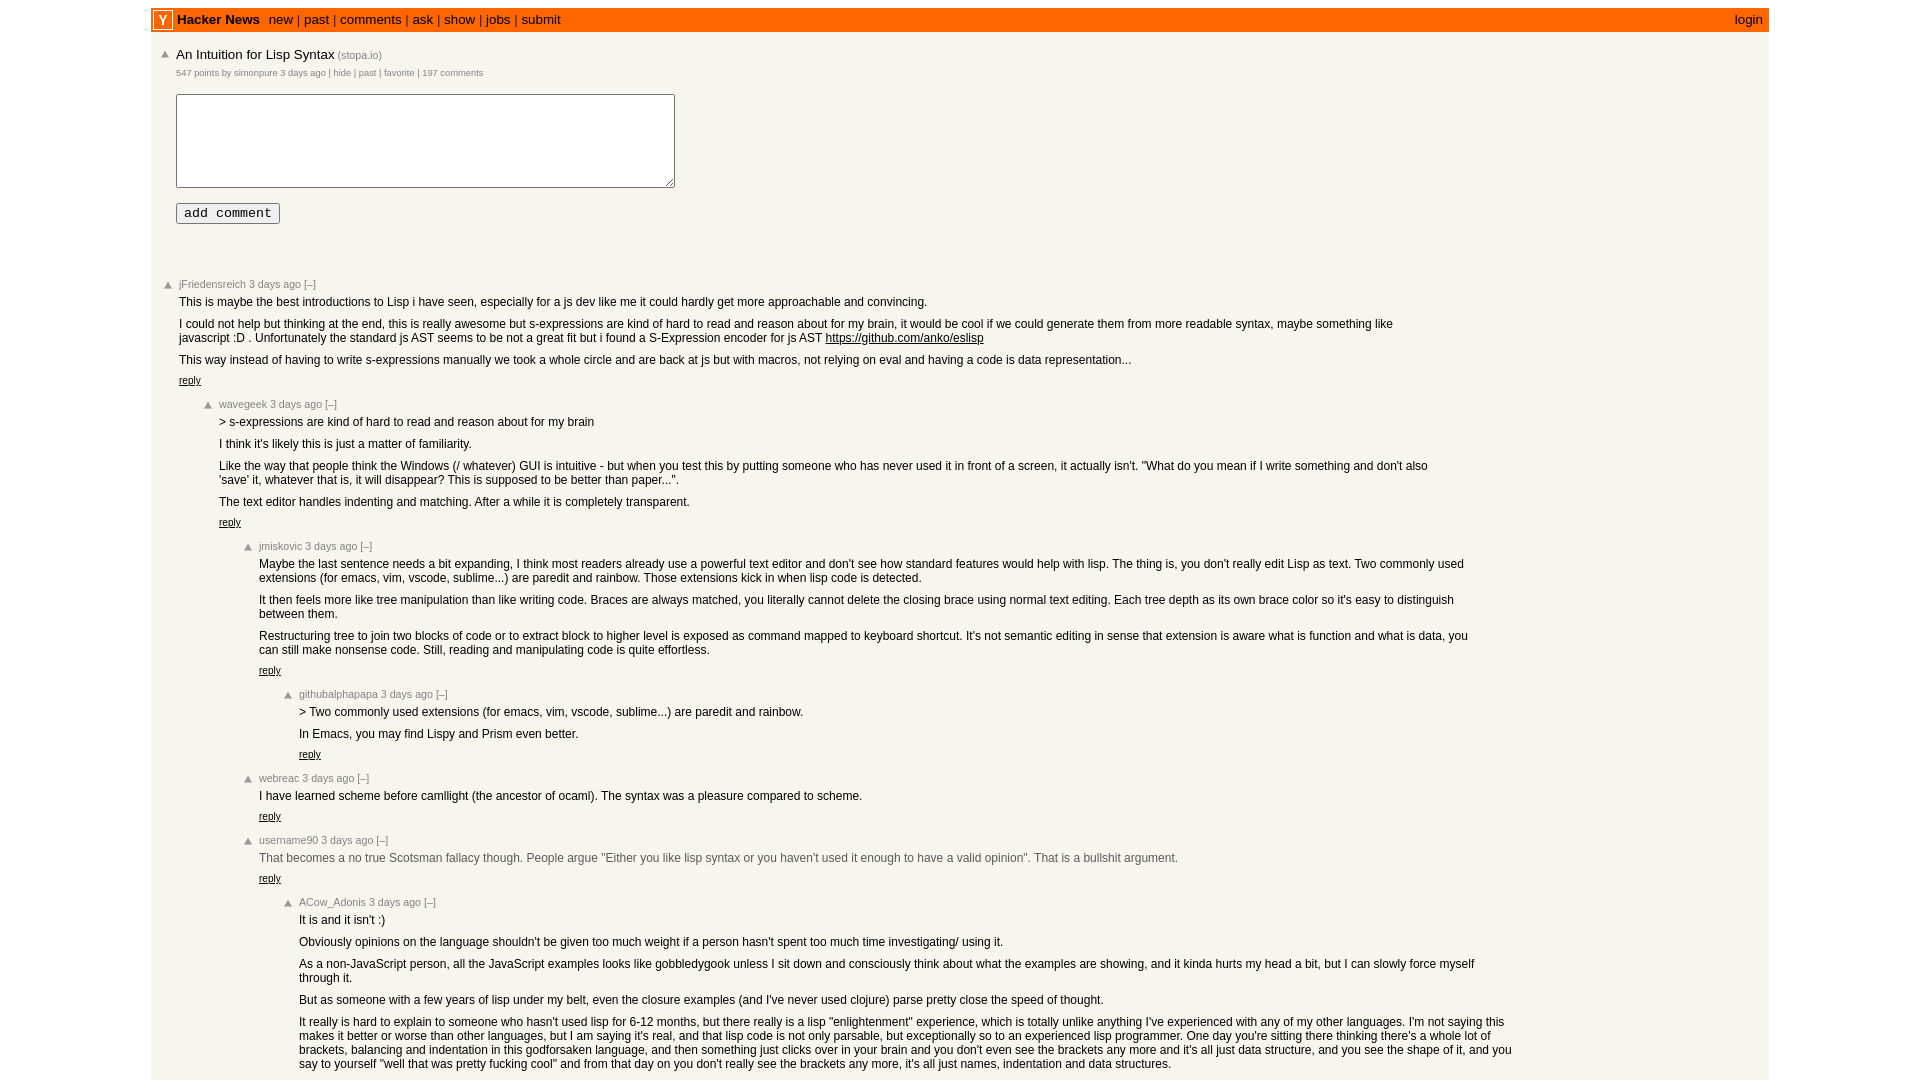 Y Hacker News new | past | comments | ask | show | jobs | submit login
An Intuition for Lisp Syntax (stopa.io)
547 points by simonpure 3 days ago | hide | past | favorite | 197 comments
add comment
jFriedensreich 3 days ago [–]
This is maybe the best introductions to Lisp i have seen, especially for a js dev like me it could hardly get more approachable and convincing.
I could not help but thinking at the end, this is really awesome but s-expressions are kind of hard to read and reason about for my brain, it would be cool if we could generate them from more readable syntax, maybe something like
javascript :D . Unfortunately the standard js AST seems to be not a great fit but i found a S-Expression encoder for js AST https://github.com/anko/eslisp
This way instead of having to write s-expressions manually we took a whole circle and are back at js but with macros, not relying on eval and having a code is data representation...
reply
wavegeek 3 days ago [–]
> s-expressions are kind of hard to read and reason about for my brain
I think it's likely this is just a matter of familiarity.
Like the way that people think the Windows (/ whatever) GUI is intuitive - but when you test this by putting someone who has never used it in front of a screen, it actually isn't. "What do you mean if I write something and don't also
'save' it, whatever that is, it will disappear? This is supposed to be better than paper...".
The text editor handles indenting and matching. After a while it is completely transparent.
reply
jmiskovic 3 days ago [–]
Maybe the last sentence needs a bit expanding, I think most readers already use a powerful text editor and don't see how standard features would help with lisp. The thing is, you don't really edit Lisp as text. Two commonly used
extensions (for emacs, vim, vscode, sublime...) are paredit and rainbow. Those extensions kick in when lisp code is detected.
It then feels more like tree manipulation than like writing code. Braces are always matched, you literally cannot delete the closing brace using normal text editing. Each tree depth as its own brace color so it's easy to distinguish
between them.
Restructuring tree to join two blocks of code or to extract block to higher level is exposed as command mapped to keyboard shortcut. It's not semantic editing in sense that extension is aware what is function and what is data, you
can still make nonsense code. Still, reading and manipulating code is quite effortless.
reply
githubalphapapa 3 days ago [–]
> Two commonly used extensions (for emacs, vim, vscode, sublime...) are paredit and rainbow.
In Emacs, you may find Lispy and Prism even better.
reply
webreac 3 days ago [–]
I have learned scheme before camllight (the ancestor of ocaml). The syntax was a pleasure compared to scheme.
reply
username90 3 days ago [–]
That becomes a no true Scotsman fallacy though. People argue "Either you like lisp syntax or you haven't used it enough to have a valid opinion". That is a bullshit argument.
reply
ACow_Adonis 3 days ago [–]
It is and it isn't :)
Obviously opinions on the language shouldn't be given too much weight if a person hasn't spent too much time investigating/ using it.
As a non-JavaScript person, all the JavaScript examples looks like gobbledygook unless I sit down and consciously think about what the examples are showing, and it kinda hurts my head a bit, but I can slowly force myself
through it.
But as someone with a few years of lisp under my belt, even the closure examples (and I've never used clojure) parse pretty close the speed of thought.
It really is hard to explain to someone who hasn't used lisp for 6-12 months, but there really is a lisp "enlightenment" experience, which is totally unlike anything I've experienced with any of my other languages. I'm not saying this
makes it better or worse than other languages, but I am saying it's real, and that lisp code is not only parsable, but exceptionally so to an experienced lisp programmer. One day you're sitting there thinking there's a whole lot of
brackets, balancing and indentation in this godforsaken language, and then something just clicks over in your brain and you don't even see the brackets any more and it's all just data structure, and you see the shape of it, and you
say to yourself "well that was pretty fucking cool" and from that day on you don't really see the brackets any more, it's all just names, indentation and data structures.